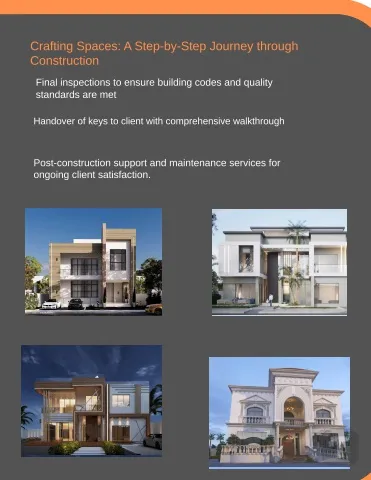 Crafting Spaces: A Step-by-Step Journey through
Construction
Final inspections to ensure building codes and quality
standards are met
Handover of keys to client with comprehensive walkthrough
Post-construction support and maintenance services for
ongoing client satisfaction.